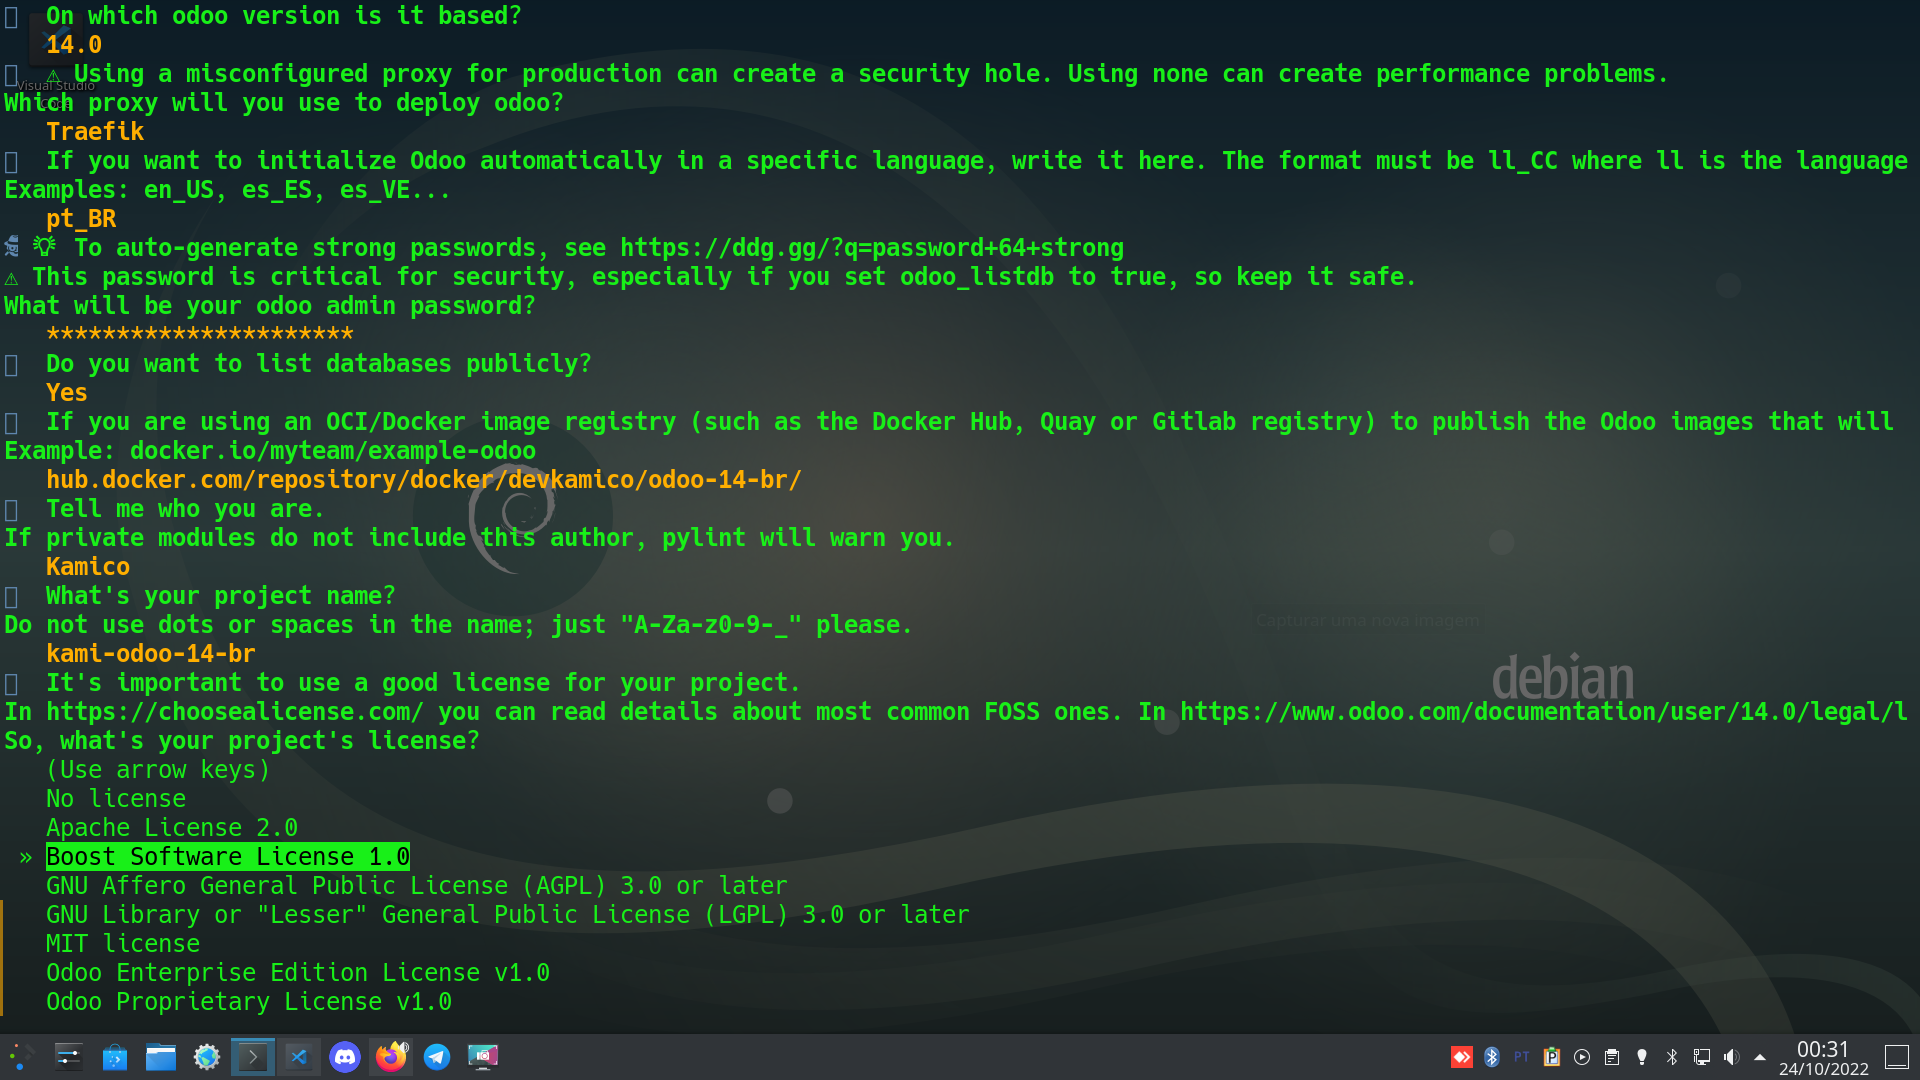 On which odoo version is it based?
14.0
⚠ Using a misconfigured proxy for production can create a security hole. Using none can create performance problems.
Visual Studio
Which proxy will you use to deploy odoo?
Traefik
If you want to initialize Odoo automatically in a specific language, write it here. The format must be ll_CC where ll is the language
Examples: en_US, es_ES, es_VE...
pt_BR
To auto-generate strong passwords, see https://ddg.gg/?q=password+64+strong
⚠ This password is critical for security, especially if you set odoo_listdb to true, so keep it safe.
What will be your odoo admin password?
**********************
Do you want to list databases publicly?
Yes
If you are using an OCI/Docker image registry (such as the Docker Hub, Quay or Gitlab registry) to publish the Odoo images that will
Example: docker.io/myteam/example-odoo
hub.docker.com/repository/docker/devkamico/odoo-14-br/
Tell me who you are.
If private modules do not include this author, pylint will warn you.
Kamico
What's your project name?
Capturar uma nova imagem
Do not use dots or spaces in the name; just "A-Za-z0-9-_" please.
kami-odoo-14-br
debian
It's important to use a good license for your project.
In https://choosealicense.com/ you can read details about most common FOSS ones. In https://www.odoo.com/documentation/user/14.0/legal/l
So, what's your project's license?
(Use arrow keys)
No license
Apache License 2.0
» Boost Software License 1.0
GNU Affero General Public License (AGPL) 3.0 or later
GNU Library or "Lesser" General Public License (LGPL) 3.0 or later
MIT license
Odoo Enterprise Edition License v1.0
Odoo Proprietary License v1.0
PT
00:31
24/10/2022